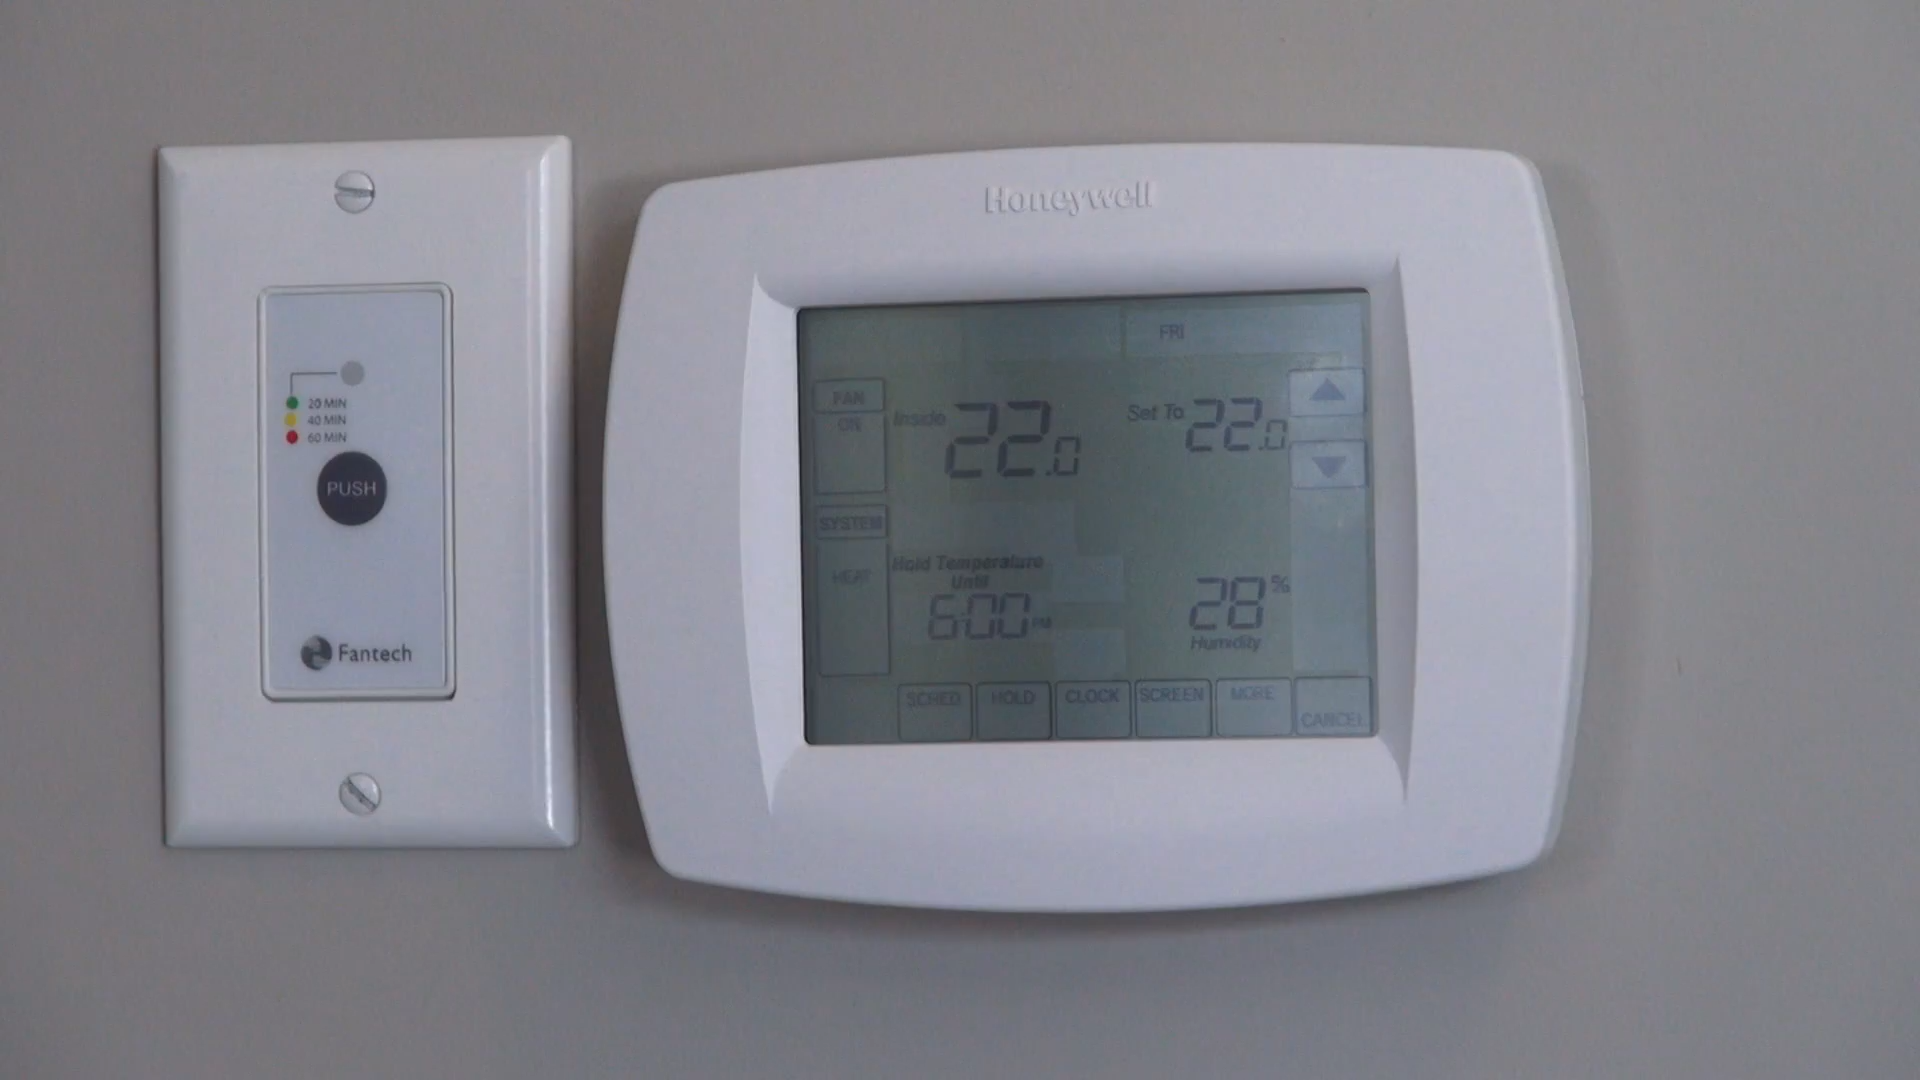 20 MIN
40 MIN
60 MIN
PUSH
Fantech
Honeywell
FRI
FAN
ON
Inside 22.0
Set To 22.0
SYSTEM
HEAT
Hold Temperature
Until
6:00 PM
28%
Humidity
SCHED HOLD CLOCK SCREEN MORE CANCEL